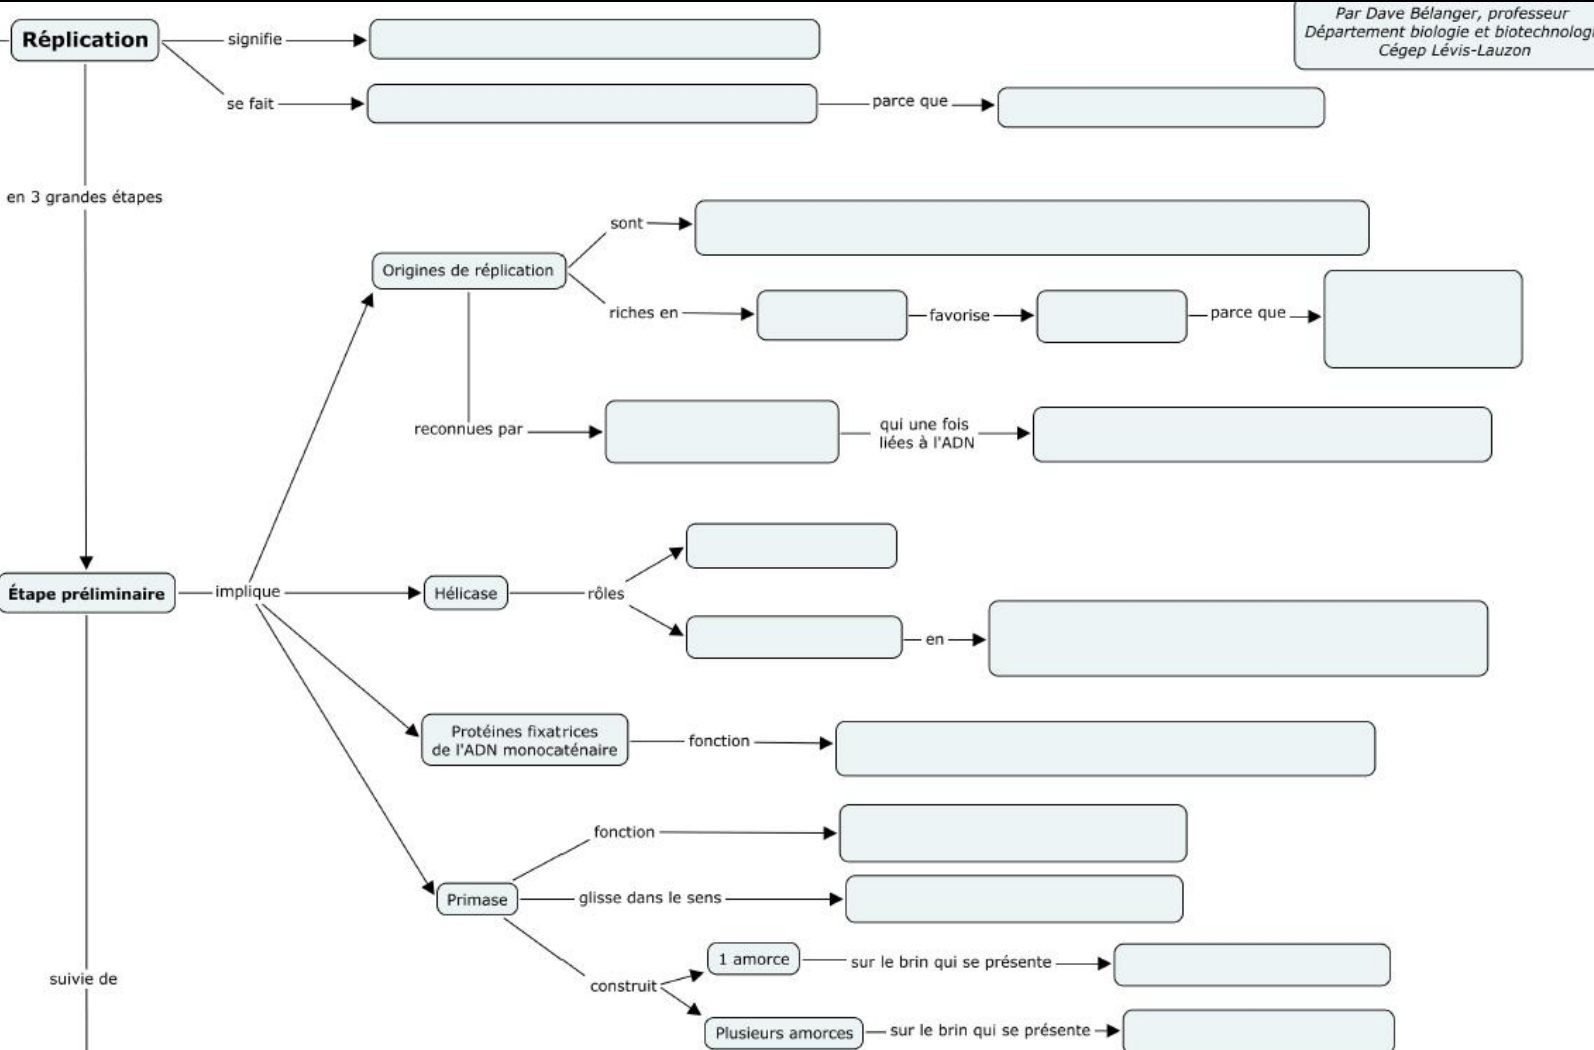 Par Dave Bélanger, professeur
Département biologie et biotechnologi
Cégep Lévis-Lauzon
Réplication
signifie
se fait
parce que
en 3 grandes étapes
Origines de réplication
sont
riches en
favorise
parce que
reconnues par
qui une fois
liées à l'ADN
Étape préliminaire
implique
Hélicase
rôles
en
Protéines fixatrices
de l'ADN monocaténaire
fonction
Primase
fonction
glisse dans le sens
construit
1 amorce
sur le brin qui se présente
Plusieurs amorces
sur le brin qui se présente
suivie de